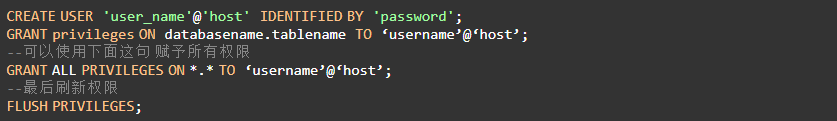 CREATE USER 'user_name'@'host' IDENTIFIED BY 'password';
GRANT privileges ON databasename.tablename TO ‘username’@‘host’;
--可以使用下面这句 赋予所有权限
GRANT ALL PRIVILEGES ON *.* TO ‘username’@‘host’;
--最后刷新权限
FLUSH PRIVILEGES;